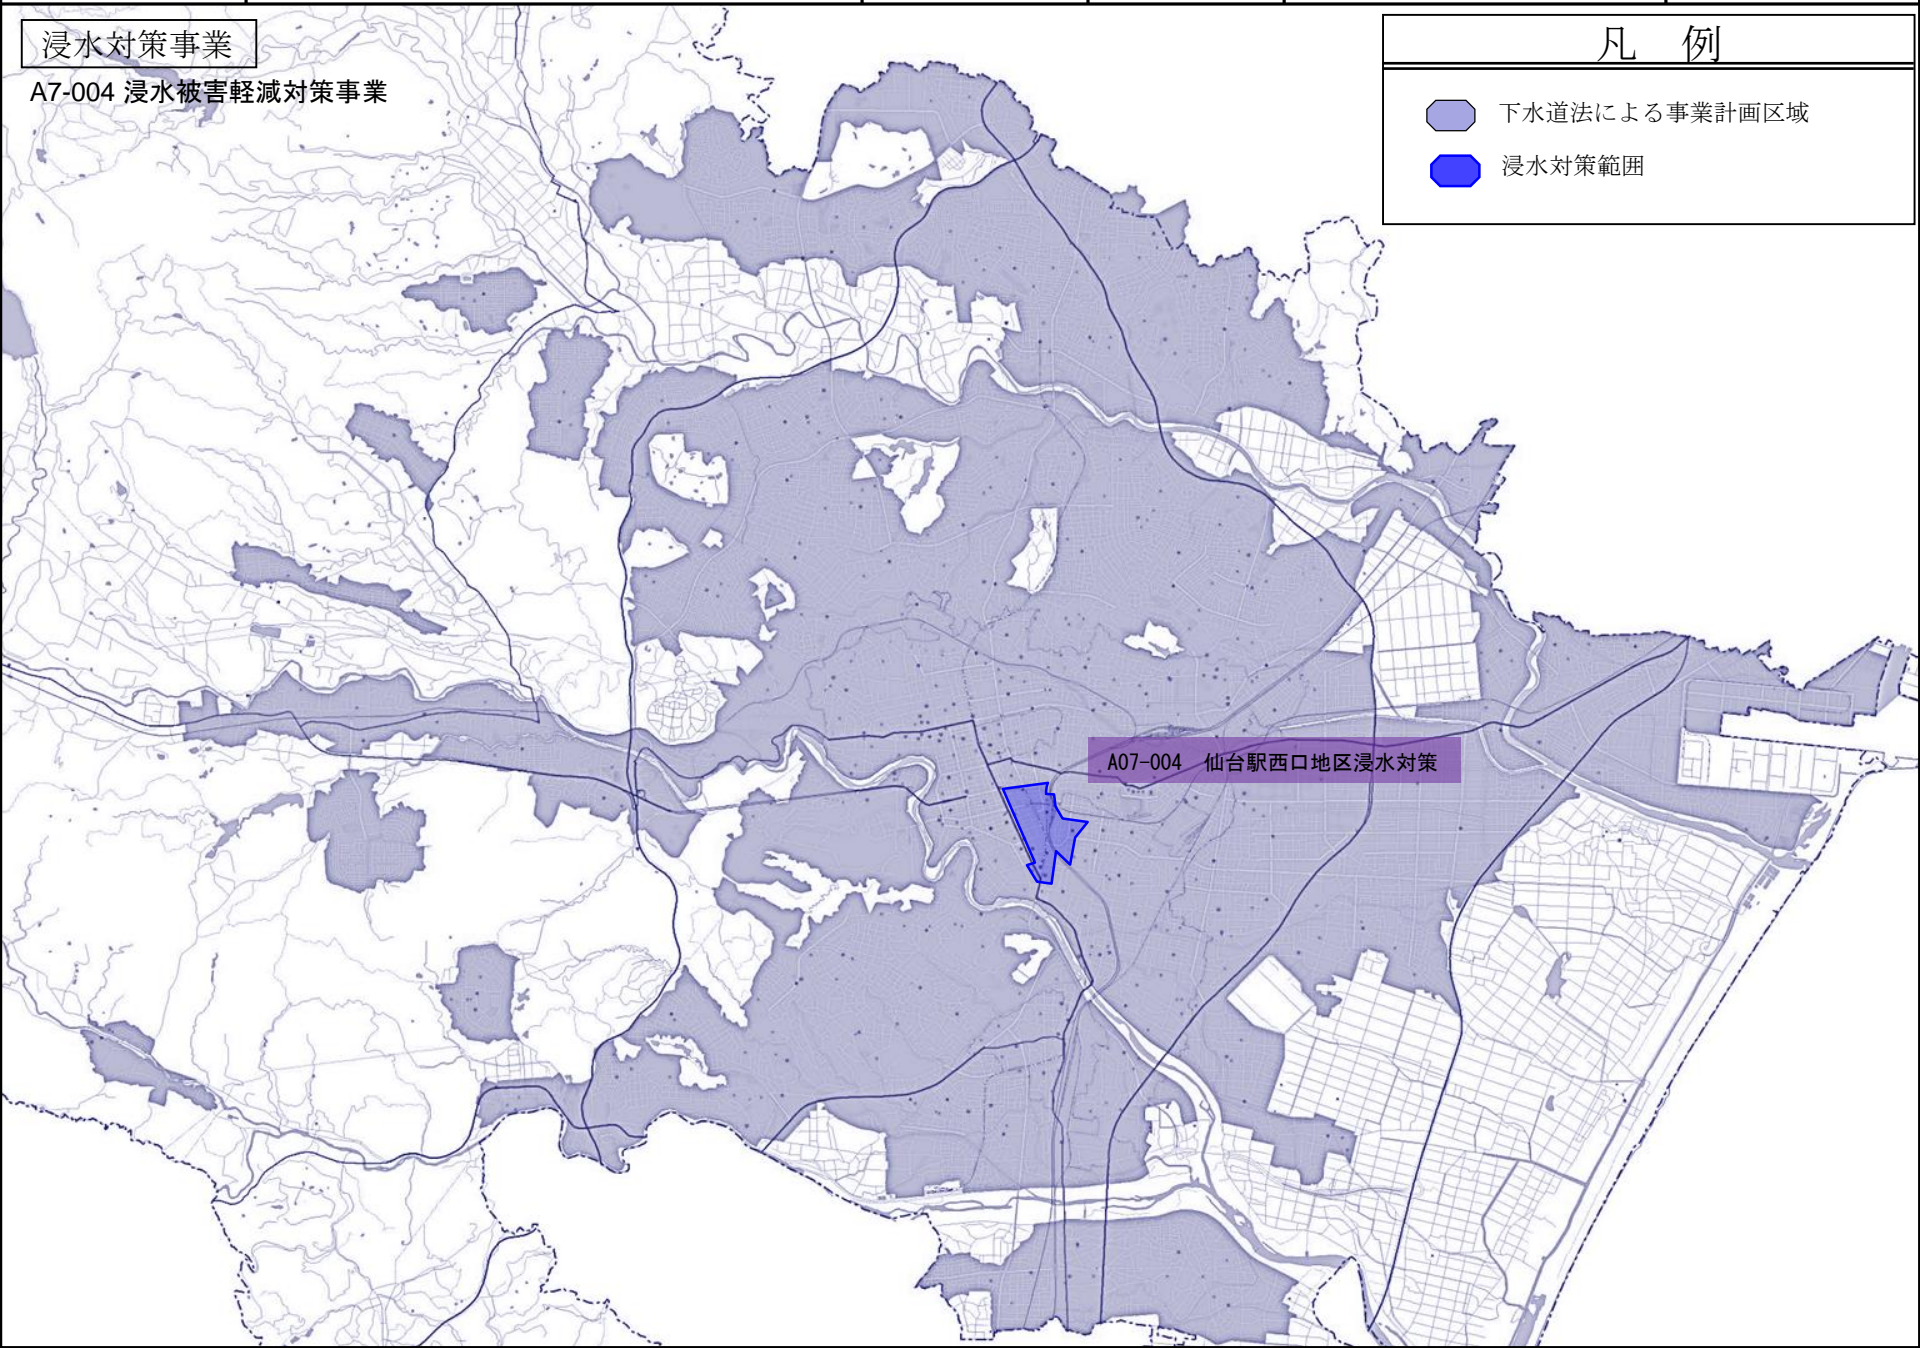 浸水対策事業
A7-004 浸水被害軽減対策事業
凡　例
下水道法による事業計画区域
浸水対策範囲
A07-004　仙台駅西口地区浸水対策